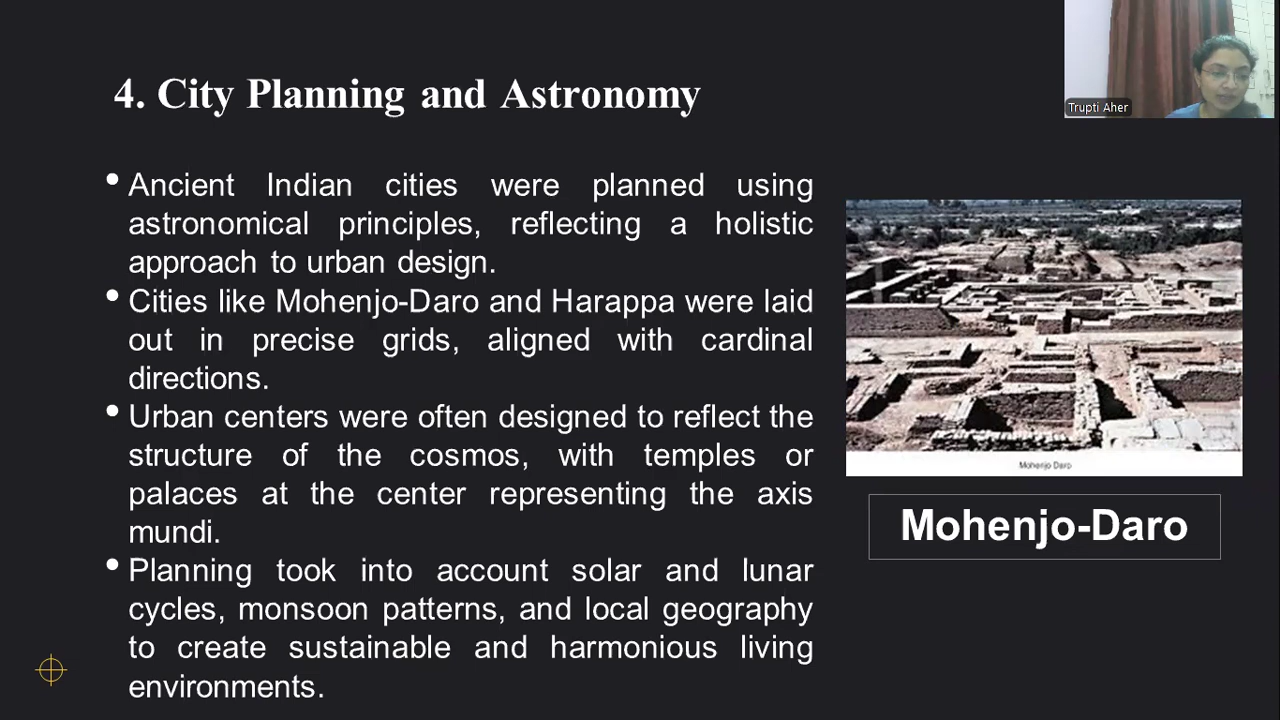 4. City Planning and Astronomy
Trupti Aher
• Ancient Indian cities were planned using
astronomical principles, reflecting a holistic
approach to urban design.
• Cities like Mohenjo-Daro and Harappa were laid
out in precise grids, aligned with cardinal
directions.
• Urban centers were often designed to reflect the
structure of the cosmos, with temples or
palaces at the center representing the axis
mundi.
• Planning took into account solar and lunar
cycles, monsoon patterns, and local geography
to create sustainable and harmonious living
environments.
Mohenjo Daro
Mohenjo-Daro